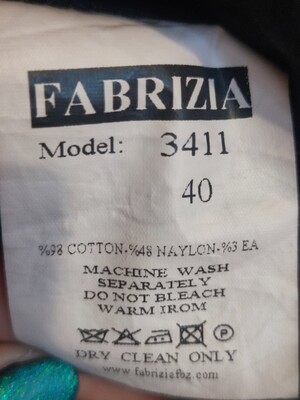 FABRIZIA
Model: 3411
40
%98 COTTON-%48 NAYLON-%3 EA
MACHINE WASH
SEPARATELY
DO NOT BLEACH
WARM IROM
P
DRY CLEAN ONLY
www.fabriziafbz.com